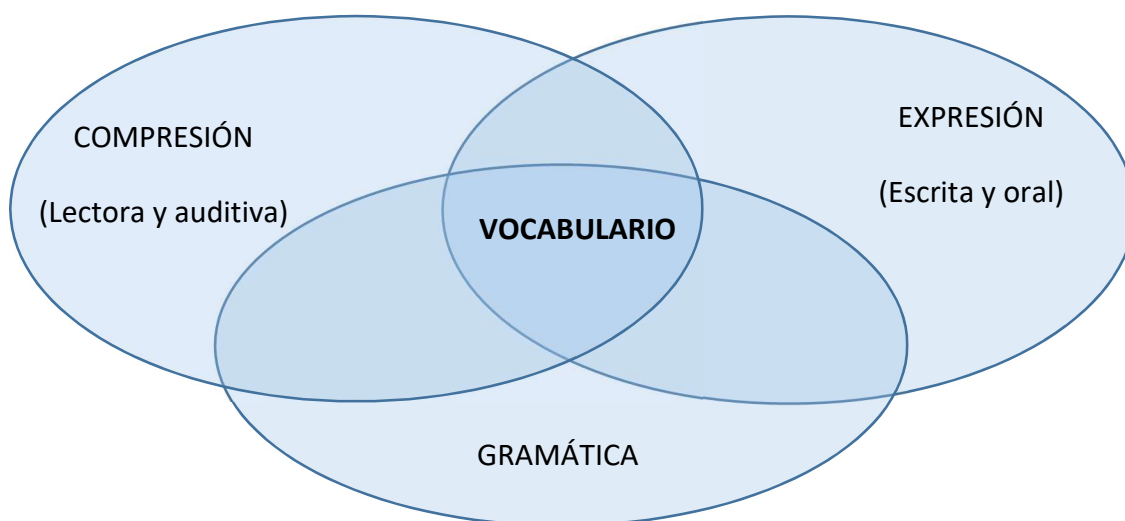 COMPRESIÓN
(Lectora y auditiva)
EXPRESIÓN
(Escrita y oral)
VOCABULARIO
GRAMÁTICA